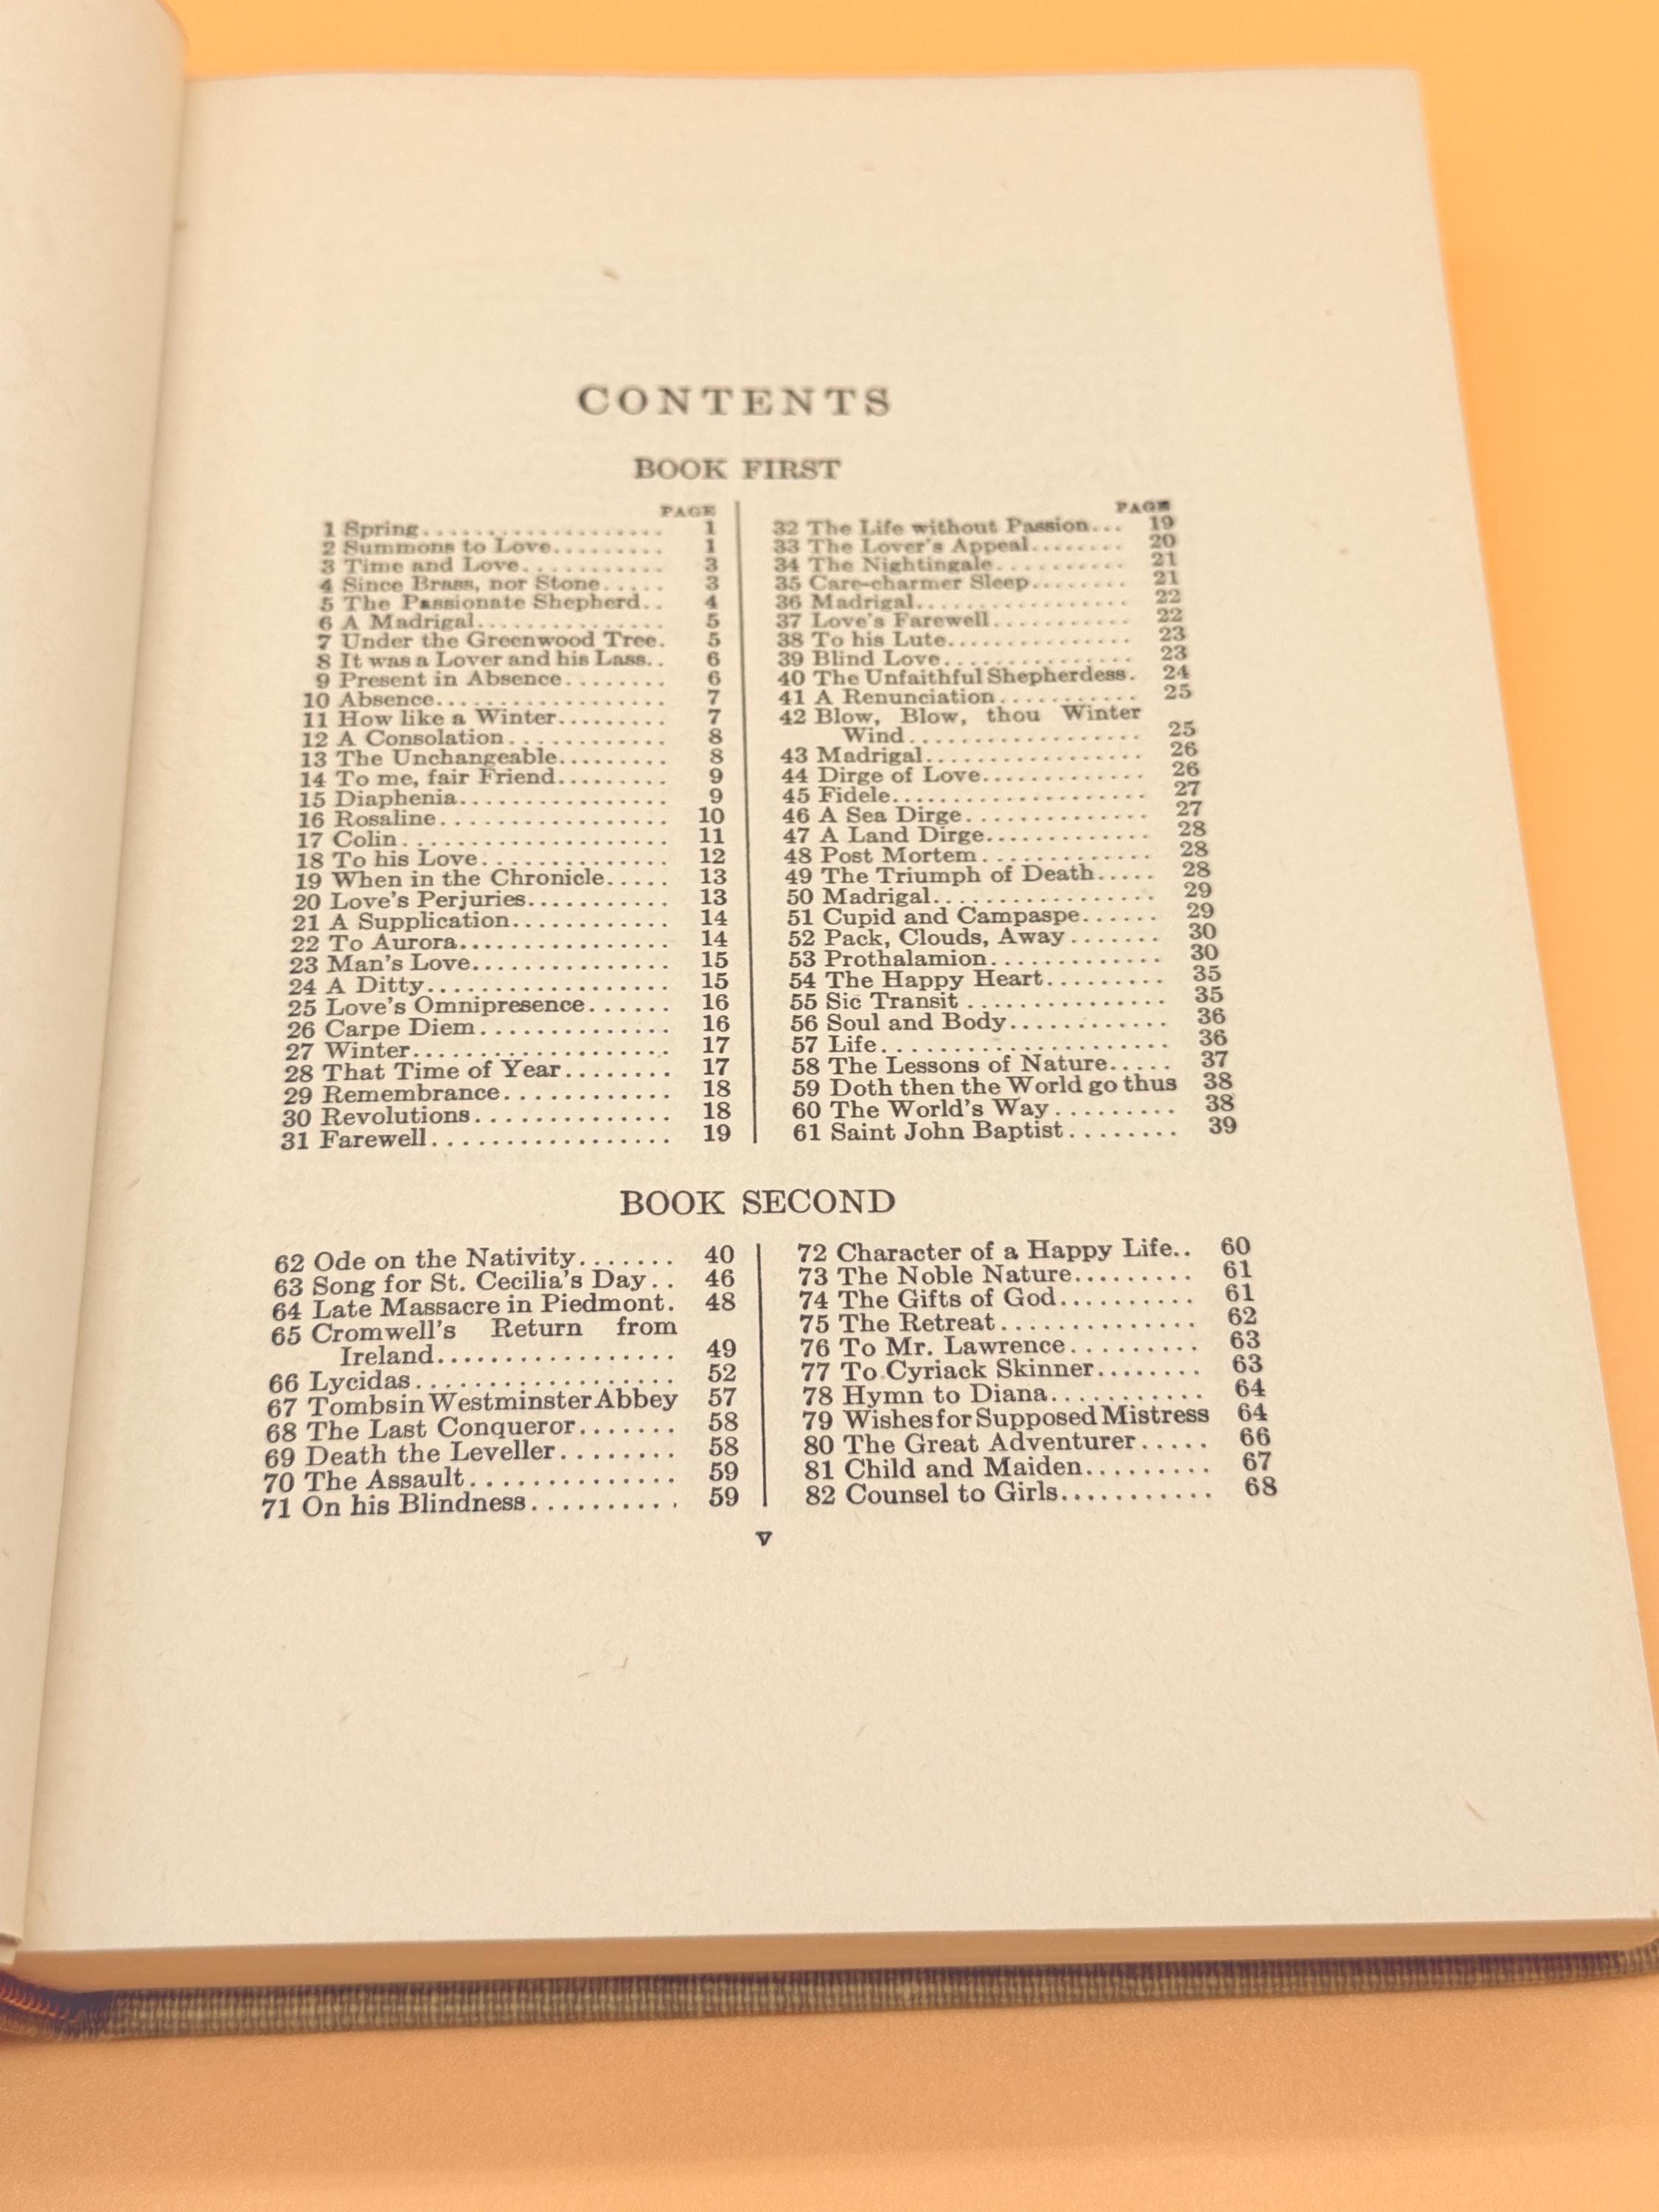 CONTENTS
BOOK FIRST
PAGE
1 Spring................... 1
2 Summons to Love......... 1
3 Time and Love........... 3
4 Since Brass, nor Stone..... 3
5 The Passionate Shepherd.. 4
6 A Madrigal............... 5
7 Under the Greenwood Tree. 5
8 It was a Lover and his Lass.. 6
9 Present in Absence........ 6
10 Absence.................. 7
11 How like a Winter......... 7
12 A Consolation............ 8
13 The Unchangeable......... 8
14 To me, fair Friend......... 9
15 Diaphenia................ 9
16 Rosaline................. 10
17 Colin.................... 11
18 To his Love.............. 12
19 When in the Chronicle..... 13
20 Love's Perjuries........... 13
21 A Supplication............ 14
22 To Aurora................ 14
23 Man's Love............... 15
24 A Ditty.................. 15
25 Love's Omnipresence...... 16
26 Carpe Diem.............. 16
27 Winter................... 17
28 That Time of Year........ 17
29 Remembrance............ 18
30 Revolutions.............. 18
31 Farewell................. 19
PAGE
32 The Life without Passion... 19
33 The Lover's Appeal........ 20
34 The Nightingale.......... 21
35 Care-charmer Sleep........ 21
36 Madrigal................. 22
37 Love's Farewell........... 22
38 To his Lute.............. 23
39 Blind Love............... 23
40 The Unfaithful Shepherdess. 24
41 A Renunciation........... 25
42 Blow, Blow, thou Winter
Wind.................. 25
43 Madrigal................. 26
44 Dirge of Love............. 26
45 Fidele.................... 27
46 A Sea Dirge.............. 27
47 A Land Dirge............ 28
48 Post Mortem............. 28
49 The Triumph of Death..... 28
50 Madrigal................. 29
51 Cupid and Campaspe...... 29
52 Pack, Clouds, Away....... 30
53 Prothalamion............. 30
54 The Happy Heart......... 35
55 Sic Transit............... 35
56 Soul and Body............ 36
57 Life...................... 36
58 The Lessons of Nature..... 37
59 Doth then the World go thus 38
60 The World's Way......... 38
61 Saint John Baptist........ 39
BOOK SECOND
62 Ode on the Nativity....... 40
63 Song for St. Cecilia's Day.. 46
64 Late Massacre in Piedmont. 48
65 Cromwell's Return from
Ireland................. 49
66 Lycidas.................. 52
67 Tombs in Westminster Abbey 57
68 The Last Conqueror....... 58
69 Death the Leveller........ 58
70 The Assault.............. 59
71 On his Blindness.......... 59
72 Character of a Happy Life.. 60
73 The Noble Nature......... 61
74 The Gifts of God.......... 61
75 The Retreat.............. 62
76 To Mr. Lawrence.......... 63
77 To Cyriack Skinner........ 63
78 Hymn to Diana........... 64
79 Wishes for Supposed Mistress 64
80 The Great Adventurer..... 66
81 Child and Maiden......... 67
82 Counsel to Girls........... 68
v